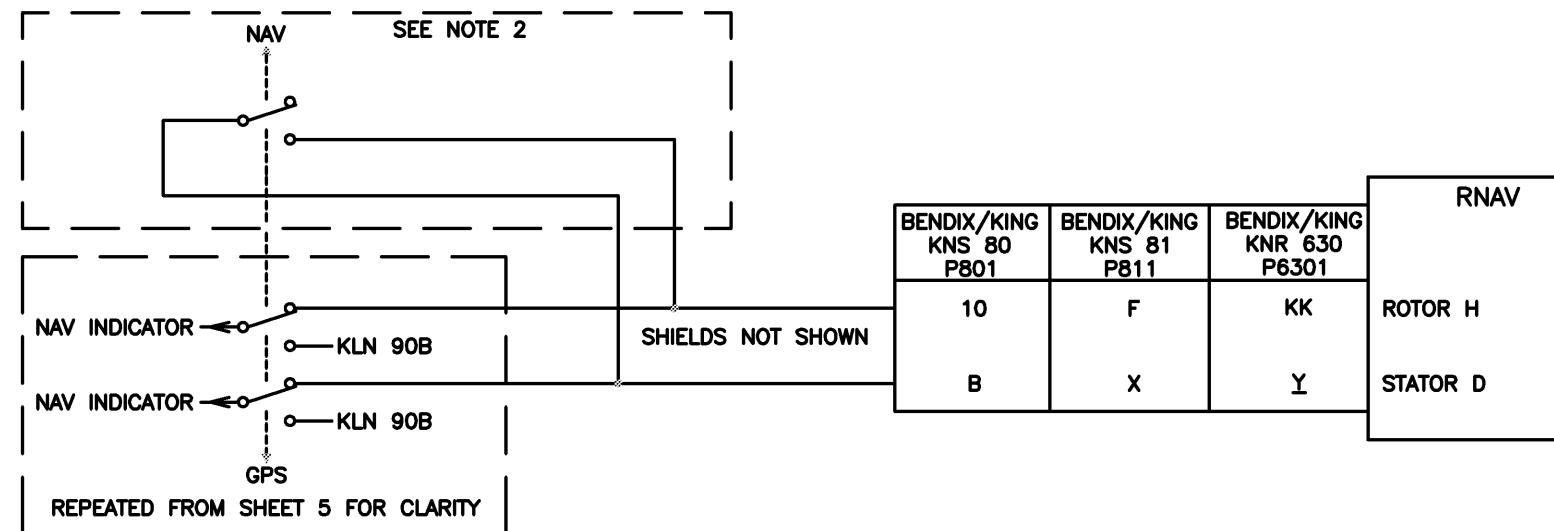 NAV
SEE NOTE 2
RNAV
BENDIX/KING
KNS 80
P801
BENDIX/KING
KNS 81
P811
BENDIX/KING
KNR 630
P6301
10
F
KK
ROTOR H
NAV INDICATOR
SHIELDS NOT SHOWN
KLN 90B
B
X
Y
STATOR D
NAV INDICATOR
KLN 90B
GPS
REPEATED FROM SHEET 5 FOR CLARITY